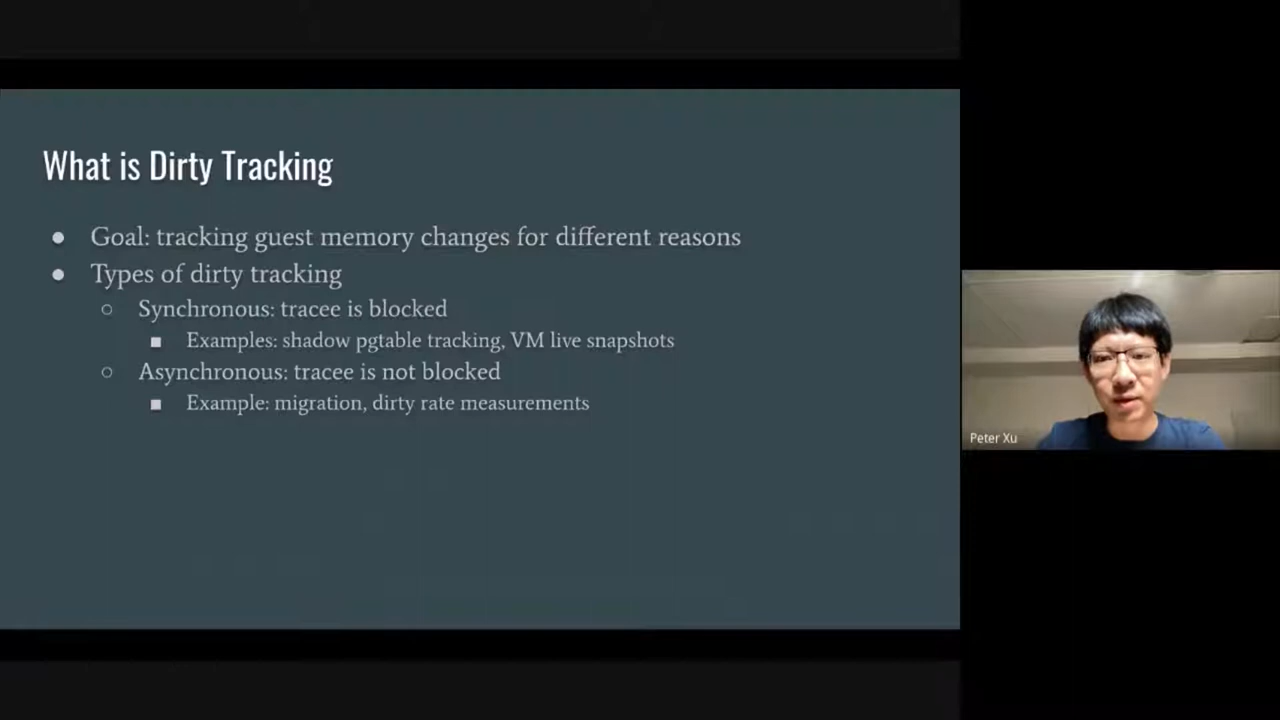 What is Dirty Tracking
● Goal: tracking guest memory changes for different reasons
● Types of dirty tracking
○ Synchronous: tracee is blocked
■ Examples: shadow pgtable tracking, VM live snapshots
○ Asynchronous: tracee is not blocked
■ Example: migration, dirty rate measurements
Peter Xu